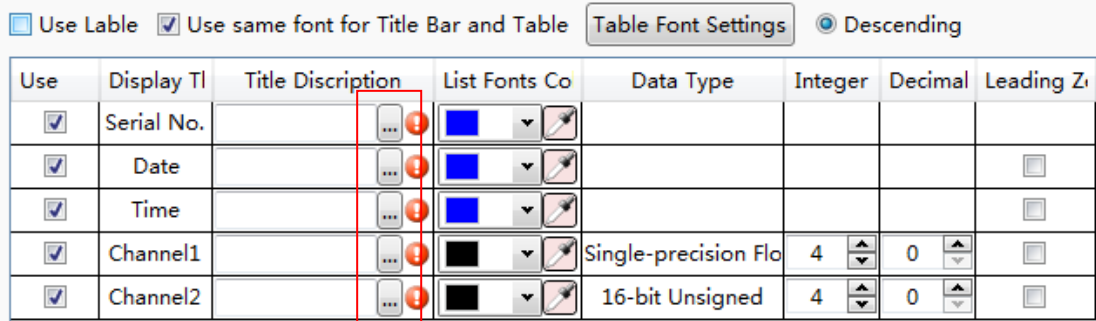 Use Lable Use same font for Title Bar and Table Table Font Settings Descending
Use Display Tl Title Discription List Fonts Co Data Type Integer Decimal Leading Z
Serial No. ...
Date ...
Time ...
Channel1 ... Single-precision Flo 4 0
Channel2 ... 16-bit Unsigned 4 0